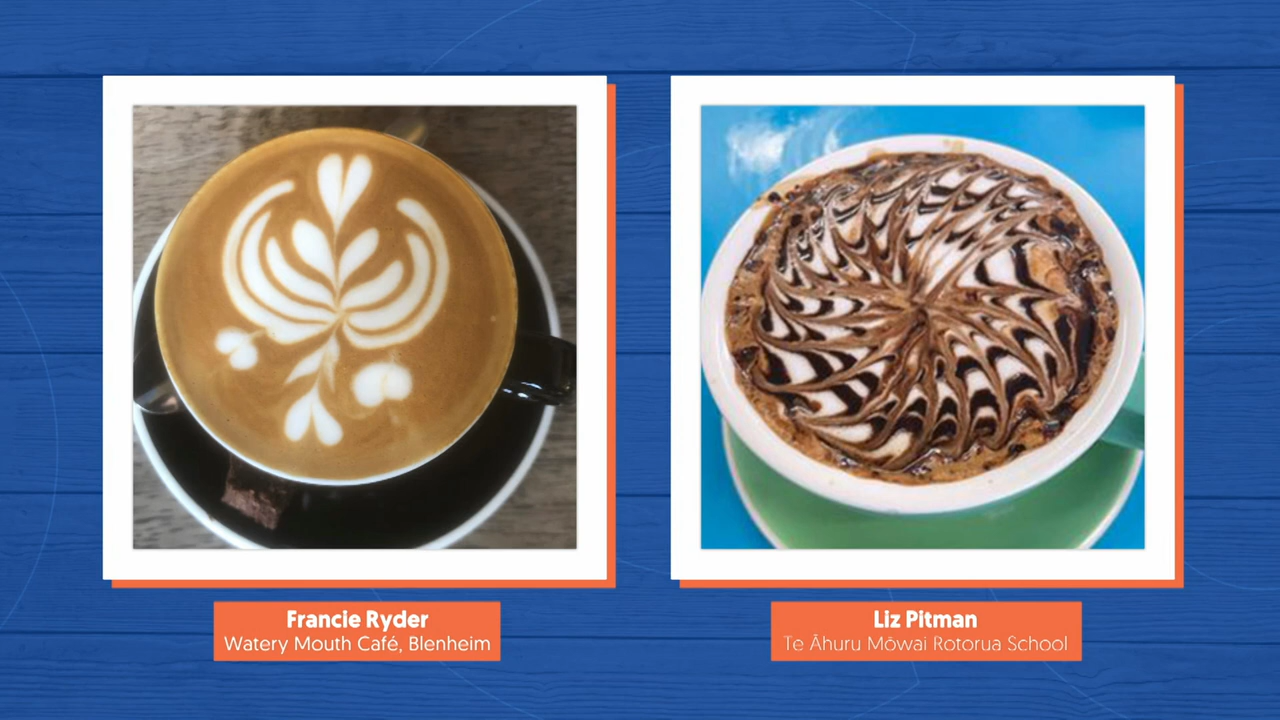 Francie Ryder
Watery Mouth Café, Blenheim
Liz Pitman
Te Āhuru Mōwai Rotorua School